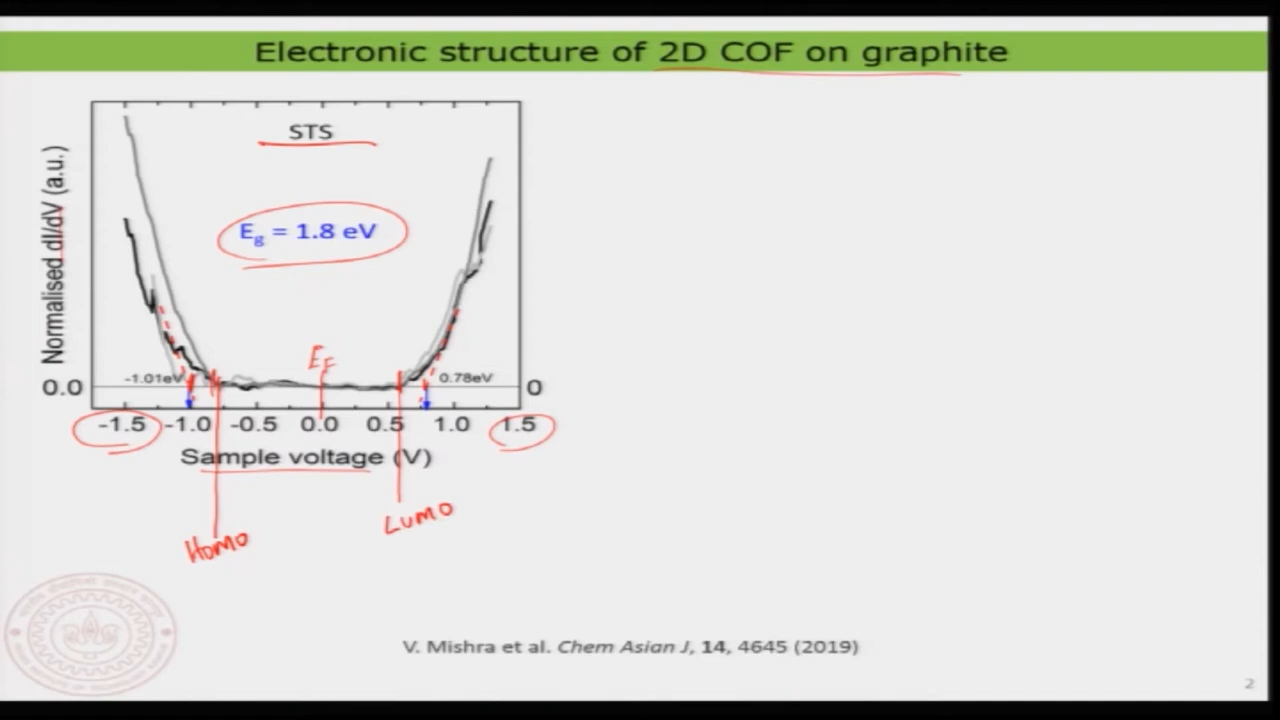 Electronic structure of 2D COF on graphite
STS
E_g = 1.8 eV
Normalised dI/dV (a.u.)
E_F
-1.01eV
0.78eV
0.0
0
-1.5 -1.0 -0.5 0.0 0.5 1.0 1.5
Sample voltage (V)
HOMO
LUMO
V. Mishra et al. Chem Asian J, 14, 4645 (2019)
2